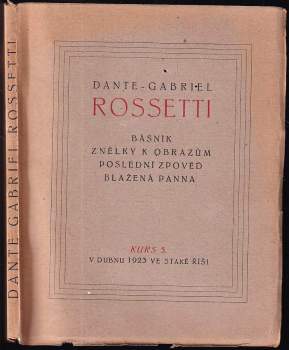 DANTE-GABRIEL ROSSETTI
DANTE-GABRIEL
ROSSETTI
BÁSNÍK
ZNĚLKY K OBRAZŮM
POSLEDNÍ ZPOVĚĎ
BLAŽENÁ PANNA
KURS 5.
V DUBNU 1923 VE STARÉ ŘÍŠI